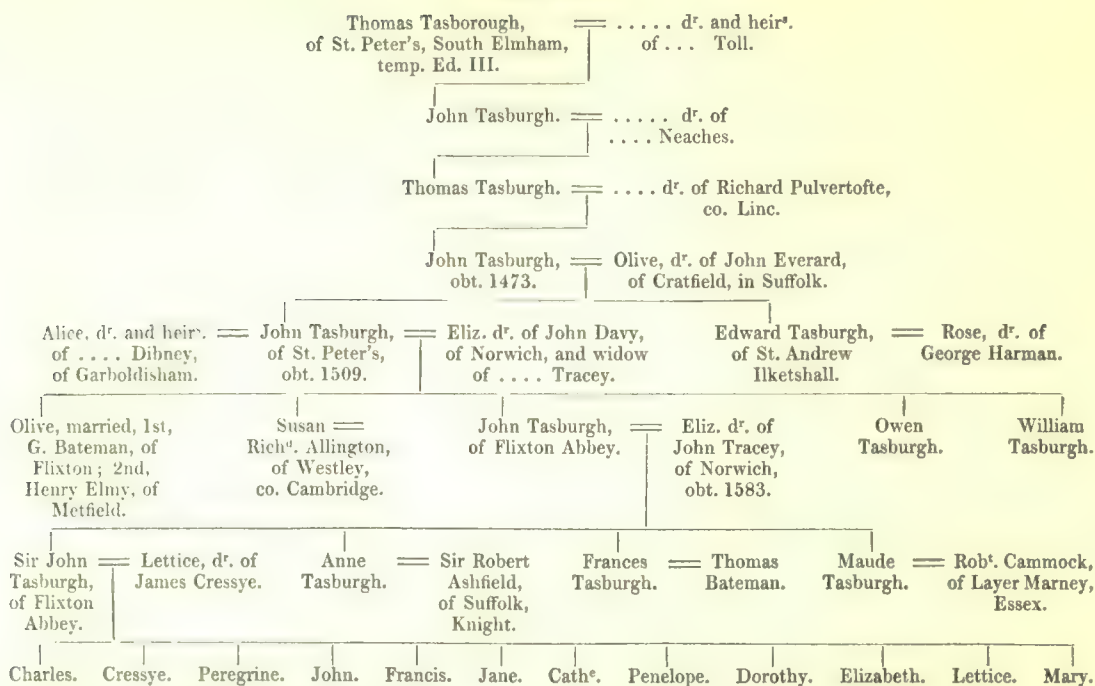 Thomas Tasborough,
of St. Peter's, South Elmham,
temp. Ed. III.
. . . . . dʳ. and heirˢ.
of . . . Toll.
John Tasburgh.
. . . . . dʳ. of
. . . . Neaches.
Thomas Tasburgh.
. . . . dʳ. of Richard Pulvertofte,
co. Linc.
John Tasburgh,
obt. 1473.
Olive, dʳ. of John Everard,
of Cratfield, in Suffolk.
Alice, dʳ. and heirˢ.
of . . . . Dibney,
of Garboldisham.
John Tasburgh,
of St. Peter's,
obt. 1509.
Eliz. dʳ. of John Davy,
of Norwich, and widow
of . . . . Tracey.
Edward Tasburgh,
of St. Andrew
Ilketshall.
Rose, dʳ. of
George Harman.
Olive, married, 1st,
G. Bateman, of
Flixton; 2nd,
Henry Elmy, of
Metfield.
Susan
Richᵈ. Allington,
of Westley,
co. Cambridge.
John Tasburgh,
of Flixton Abbey.
Eliz. dʳ. of
John Tracey,
of Norwich,
obt. 1583.
Owen
Tasburgh.
William
Tasburgh.
Sir John
Tasburgh,
of Flixton
Abbey.
Lettice, dʳ. of
James Cressye.
Anne
Tasburgh.
Sir Robert
Ashfield,
of Suffolk,
Knight.
Frances
Tasburgh.
Thomas
Bateman.
Maude
Tasburgh.
Robᵗ. Cammock,
of Layer Marney,
Essex.
Charles. Cressye. Peregrine. John. Francis. Jane. Cathᵉ. Penelope. Dorothy. Elizabeth. Lettice. Mary.